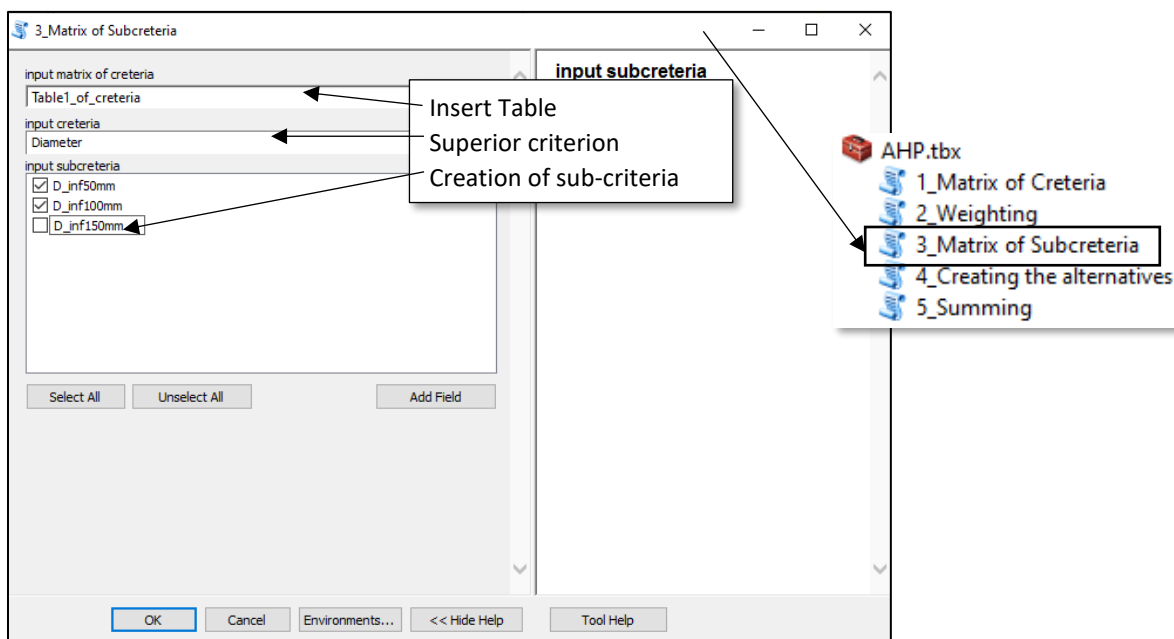 3_Matrix of Subcreteria
input matrix of creteria
Table1_of_creteria
input creteria
Diameter
input subcreteria
D_inf50mm
D_inf100mm
D_inf150mm
Select All
Unselect All
Add Field
input subcreteria
Insert Table
Superior criterion
Creation of sub-criteria
OK
Cancel
Environments...
<< Hide Help
Tool Help
AHP.tbx
1_Matrix of Creteria
2_Weighting
3_Matrix of Subcreteria
4_Creating the alternatives
5_Summing